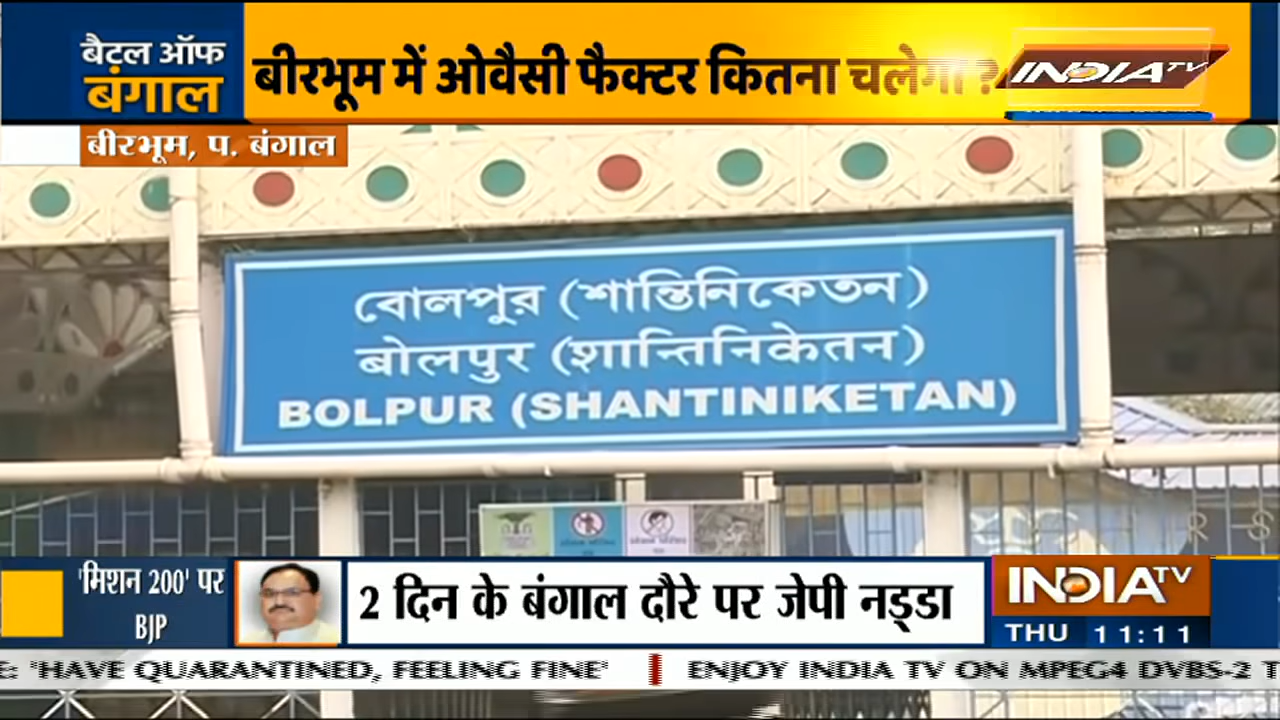 बैटल ऑफ
बंगाल
बीरभूम में ओवैसी फैक्टर कितना चलेगा ?
INDIA TV
बीरभूम, प. बंगाल
বোলপুর (শান্তিনিকেতন)
बोलपुर (शान्तिनिकेतन)
BOLPUR (SHANTINIKETAN)
'मिशन 200' पर
BJP
2 दिन के बंगाल दौरे पर जेपी नड्डा
INDIA TV
THU 11:11
E: 'HAVE QUARANTINED, FEELING FINE' ENJOY INDIA TV ON MPEG4 DVBS-2 T